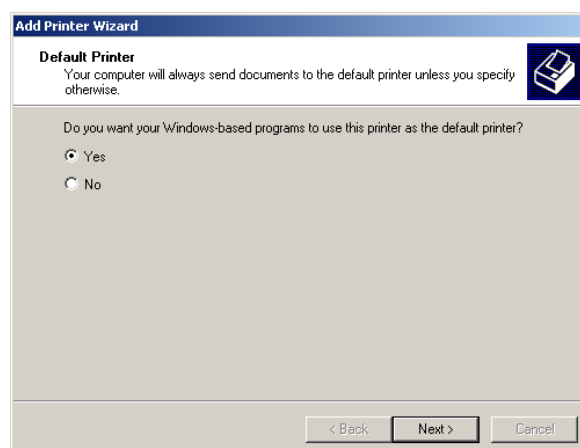 Add Printer Wizard
Default Printer
Your computer will always send documents to the default printer unless you specify
otherwise.
Do you want your Windows-based programs to use this printer as the default printer?
Yes
No
< Back
Next >
Cancel